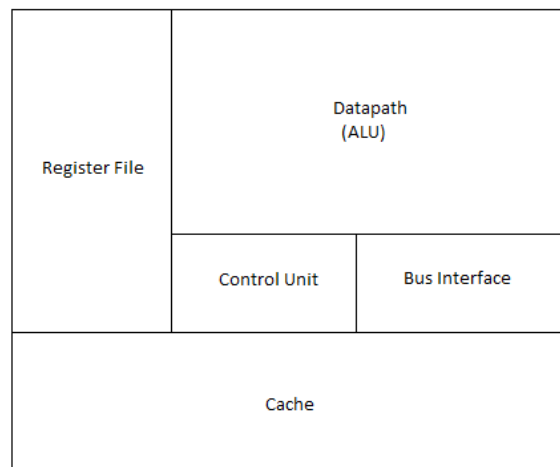 Datapath
(ALU)
Register File
Control Unit
Bus Interface
Cache